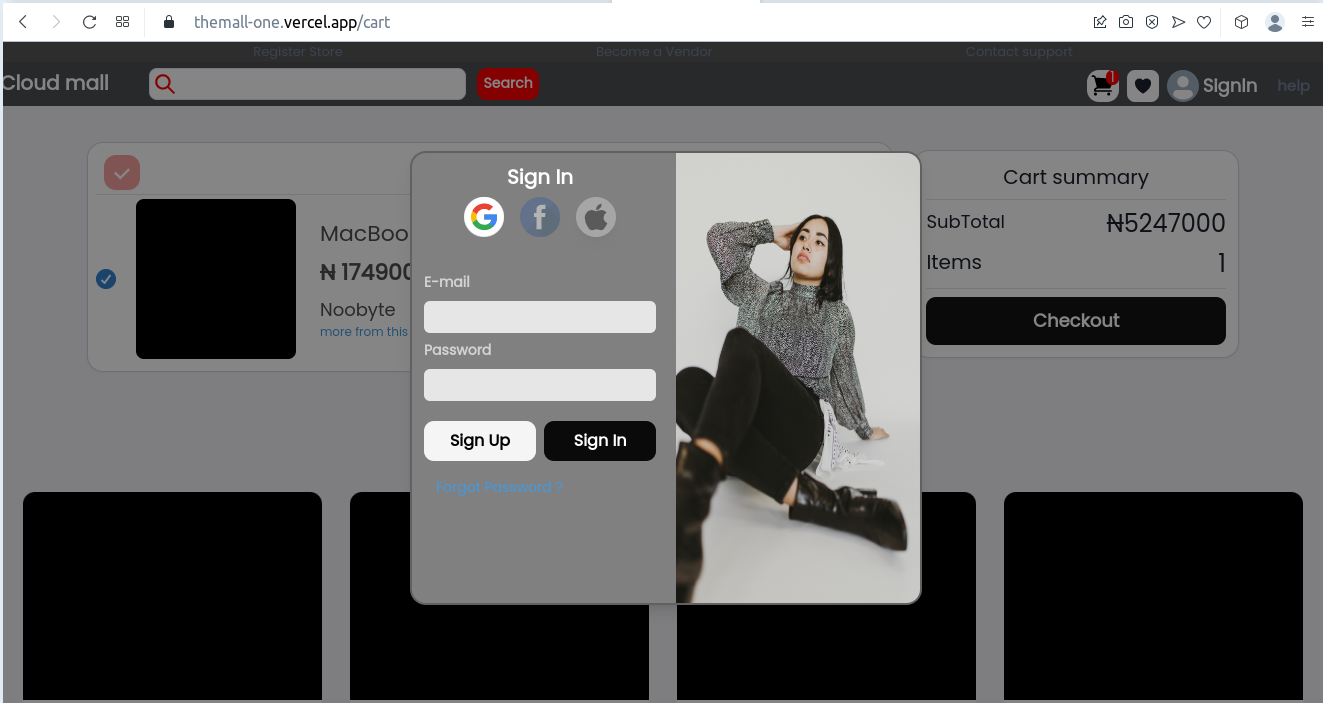 themall-one.vercel.app/cart
Register Store
Become a Vendor
Contact support
Cloud mall
Search
1
SignIn
help
Sign In
Cart summary
MacBoo
SubTotal
₦5247000
₦ 174900
Items
1
E-mail
Noobyte
more from this
Checkout
Password
Sign Up
Sign In
Forgot Password ?